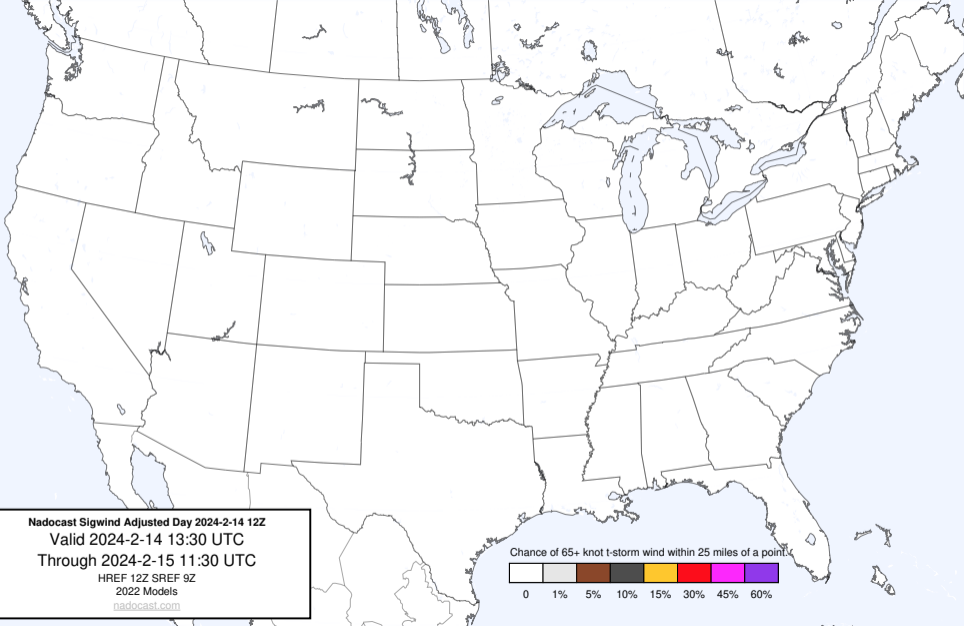 Nadocast Sigwind Adjusted Day 2024-2-14 12Z
Valid 2024-2-14 13:30 UTC
Through 2024-2-15 11:30 UTC
HREF 12Z SREF 9Z
2022 Models
nadocast.com
Chance of 65+ knot t-storm wind within 25 miles of a point.
0 1% 5% 10% 15% 30% 45% 60%